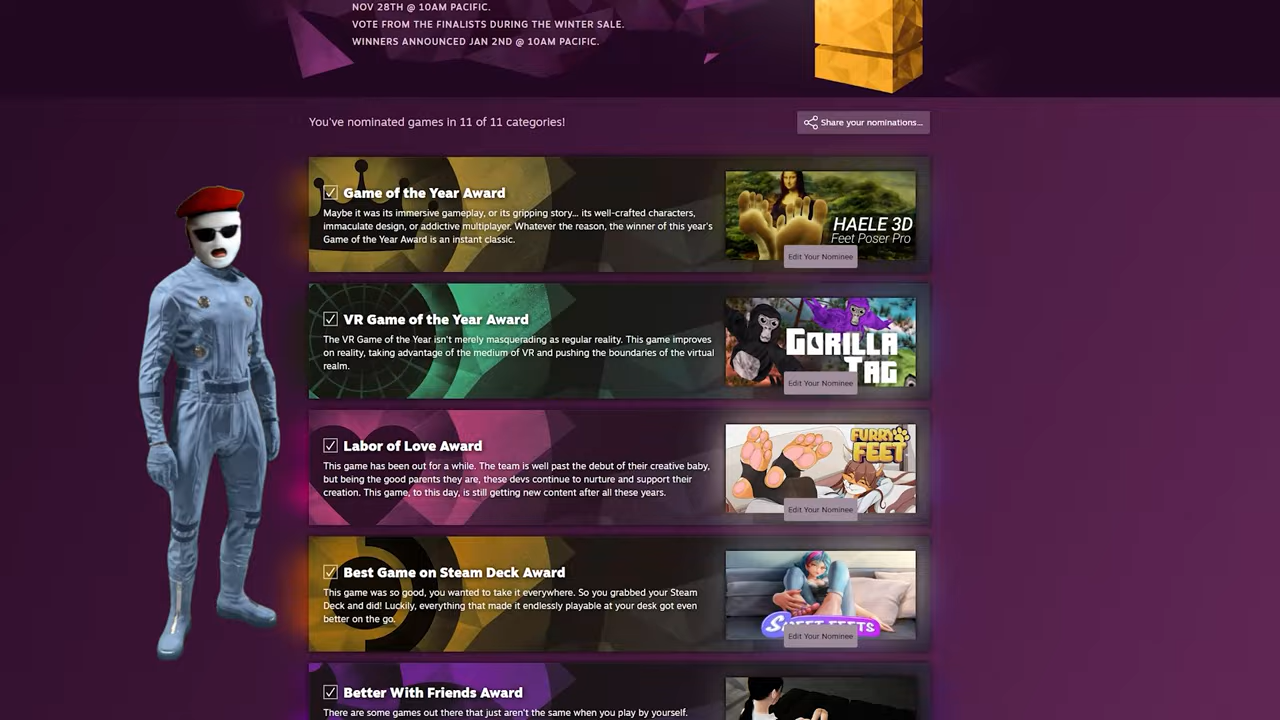 NOV 28TH @ 10AM PACIFIC.
VOTE FROM THE FINALISTS DURING THE WINTER SALE.
WINNERS ANNOUNCED JAN 2ND @ 10AM PACIFIC.
You've nominated games in 11 of 11 categories!
Share your nominations...
Game of the Year Award
Maybe it was its immersive gameplay, or its gripping story... its well-crafted characters,
immaculate design, or addictive multiplayer. Whatever the reason, the winner of this year's
Game of the Year Award is an instant classic.
HAELE 3D
Feet Poser Pro
Edit Your Nominee
VR Game of the Year Award
The VR Game of the Year isn't merely masquerading as regular reality. This game improves
on reality, taking advantage of the medium of VR and pushing the boundaries of the virtual
realm.
GORILLA
TAG
Edit Your Nominee
Labor of Love Award
This game has been out for a while. The team is well past the debut of their creative baby,
but being the good parents they are, these devs continue to nurture and support their
creation. This game, to this day, is still getting new content after all these years.
FURRY
FEET
Edit Your Nominee
Best Game on Steam Deck Award
This game was so good, you wanted to take it everywhere. So you grabbed your Steam
Deck and did! Luckily, everything that made it endlessly playable at your desk got even
better on the go.
Edit Your Nominee
Better With Friends Award
There are some games out there that just aren't the same when you play by yourself.